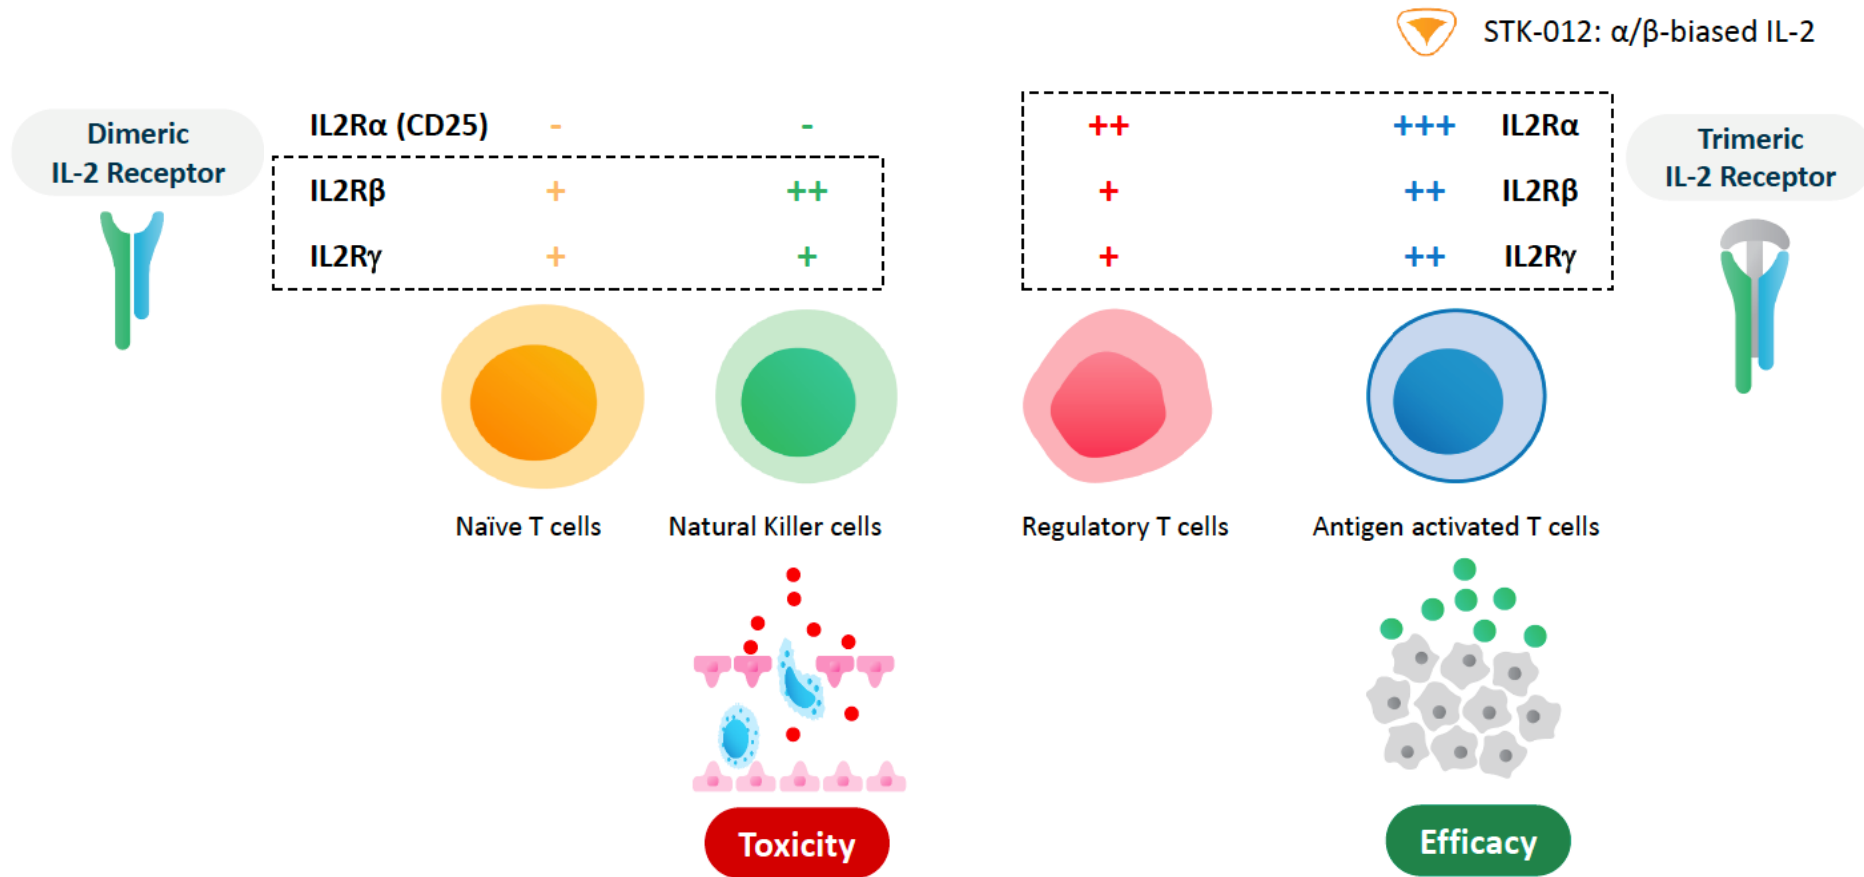 STK-012: α/β-biased IL-2
Dimeric
IL-2 Receptor
IL2Rα (CD25) - - ++ +++ IL2Rα
IL2Rβ + ++ + ++ IL2Rβ
IL2Rγ + + + ++ IL2Rγ
Trimeric
IL-2 Receptor
Naïve T cells
Natural Killer cells
Regulatory T cells
Antigen activated T cells
Toxicity
Efficacy